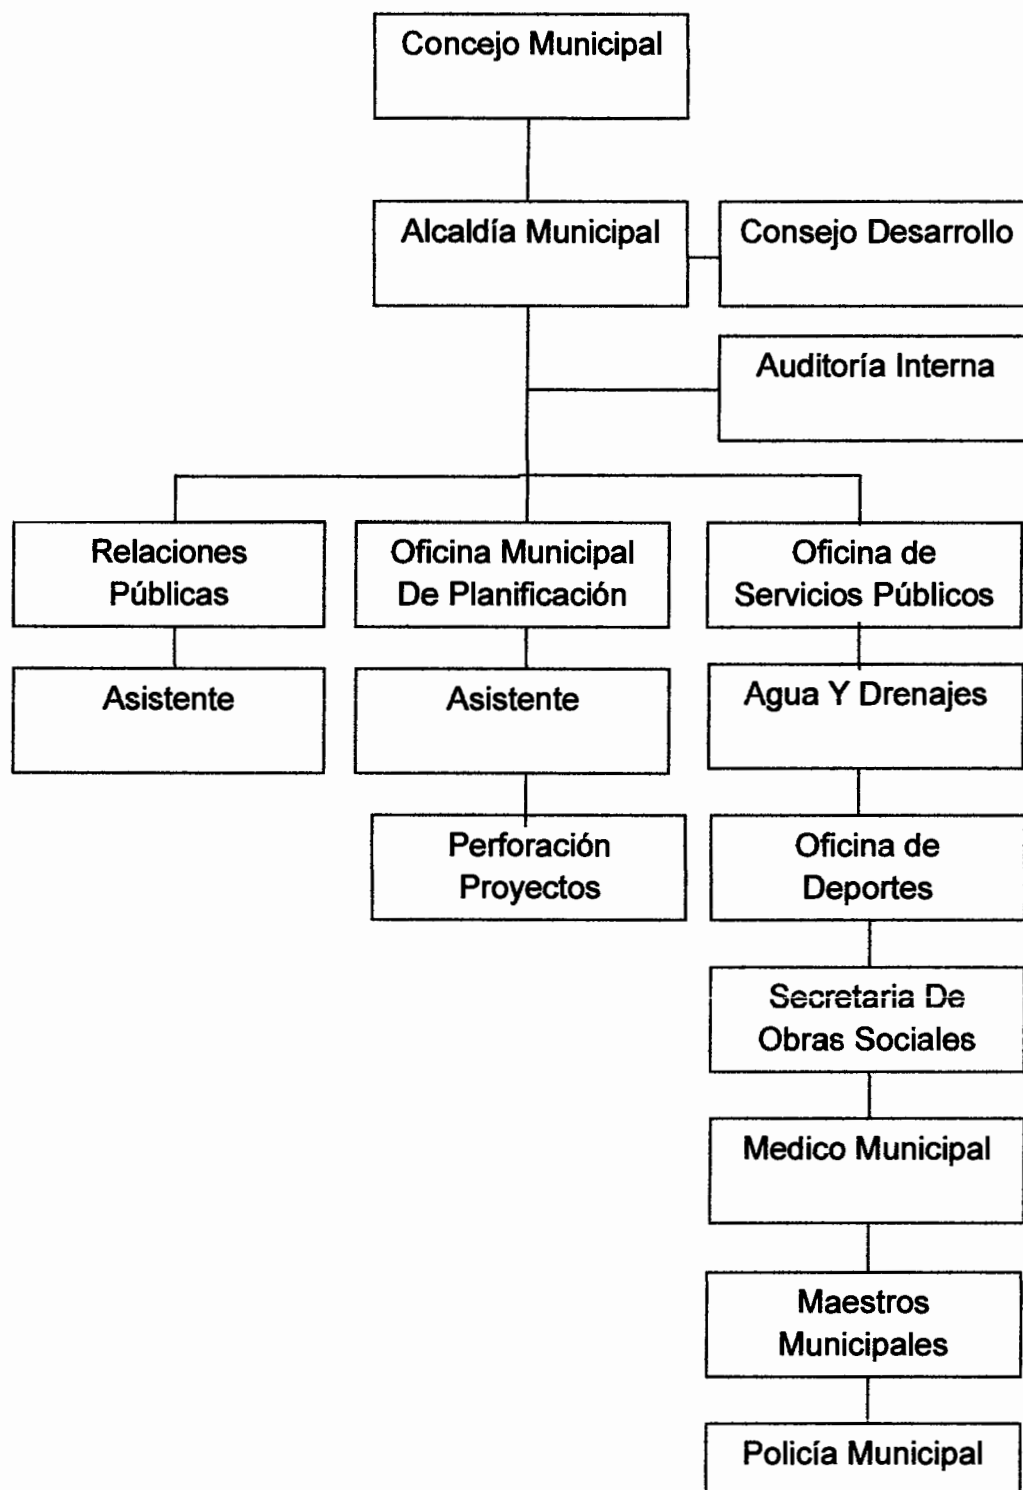 Concejo Municipal
Alcaldía Municipal
Consejo Desarrollo
Auditoría Interna
Relaciones
Públicas
Oficina Municipal
De Planificación
Oficina de
Servicios Públicos
Asistente
Asistente
Agua Y Drenajes
Perforación
Proyectos
Oficina de
Deportes
Secretaria De
Obras Sociales
Medico Municipal
Maestros
Municipales
Policía Municipal